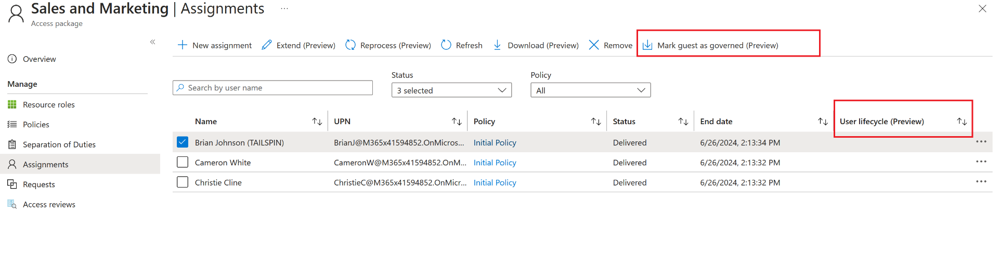 Sales and Marketing | Assignments ...
Access package
«
New assignment Extend (Preview) Reprocess (Preview) Refresh Download (Preview) Remove Mark guest as governed (Preview)
Overview
Manage
Resource roles
Policies
Separation of Duties
Assignments
Requests
Access reviews
Status Policy
Search by user name 3 selected All
Name UPN Policy Status End date User lifecycle (Preview)
Brian Johnson (TAILSPIN) BrianJ@M365x41594852.OnMicros... Initial Policy Delivered 6/26/2024, 2:13:34 PM ...
Cameron White CameronW@M365x41594852.OnM... Initial Policy Delivered 6/26/2024, 2:13:32 PM ...
Christie Cline ChristieC@M365x41594852.OnMicr... Initial Policy Delivered 6/26/2024, 2:13:32 PM ...